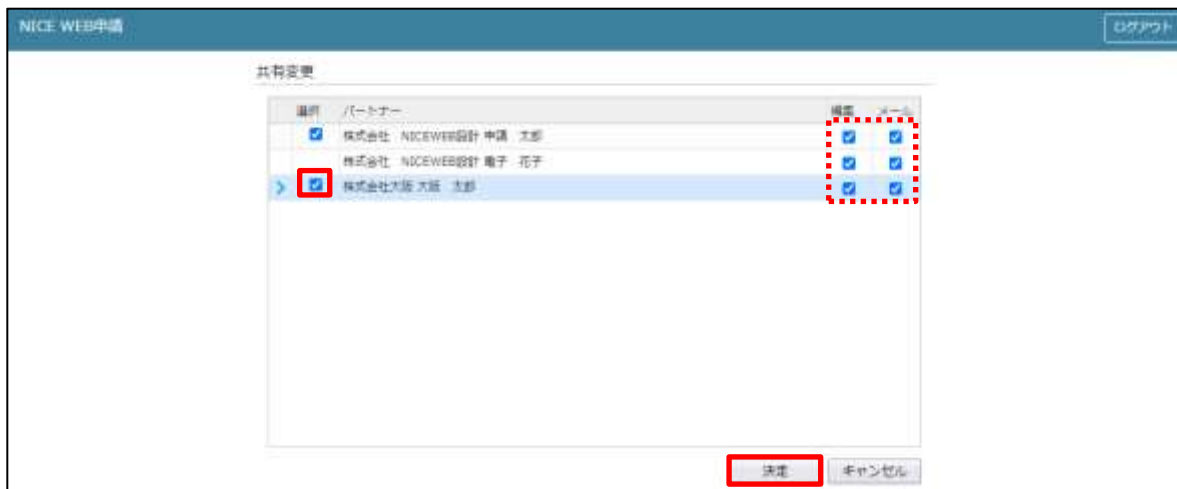 NICE WEB申請 ログアウト
共有変更
選択 パートナー 編集 メール
株式会社 NICEWEB設計 申請 太郎
株式会社 NICEWEB設計 電子 花子
株式会社大阪 大阪 太郎
決定 キャンセル